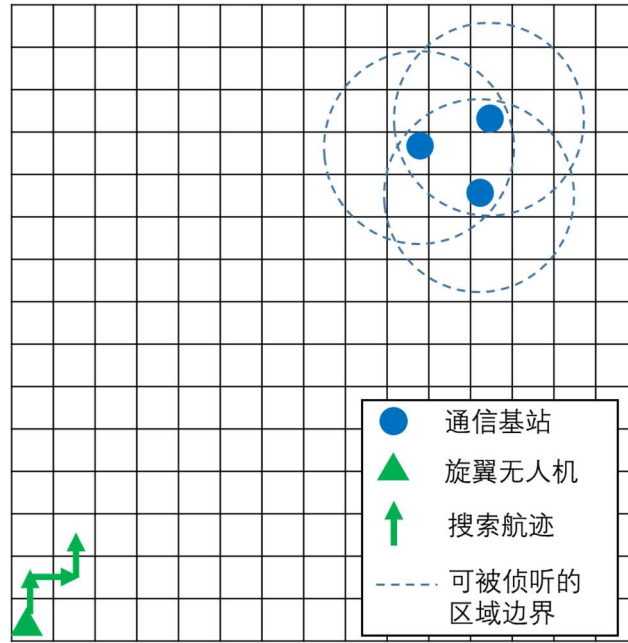 通信基站
旋翼无人机
搜索航迹
可被侦听的
区域边界